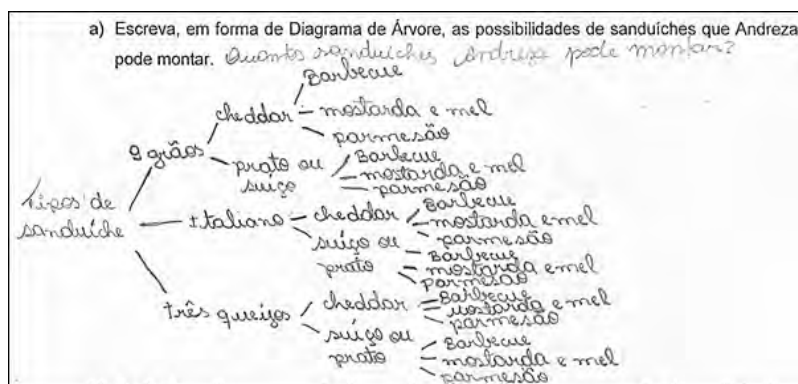 a) Escreva, em forma de Diagrama de Árvore, as possibilidades de sanduíches que Andreza
pode montar. Quantos sanduíches Andreza pode montar?
Barbecue
cheddar
mostarda e mel
parmesão
9 grãos
prato ou
suíço
Barbecue
mostarda e mel
parmesão
Tipos de
sanduíche
Italiano
cheddar
Barbecue
mostarda e mel
parmesão
suíço ou
prato
Barbecue
mostarda e mel
parmesão
três queijos
cheddar
Barbecue
mostarda e mel
parmesão
suíço ou
prato
Barbecue
mostarda e mel
parmesão